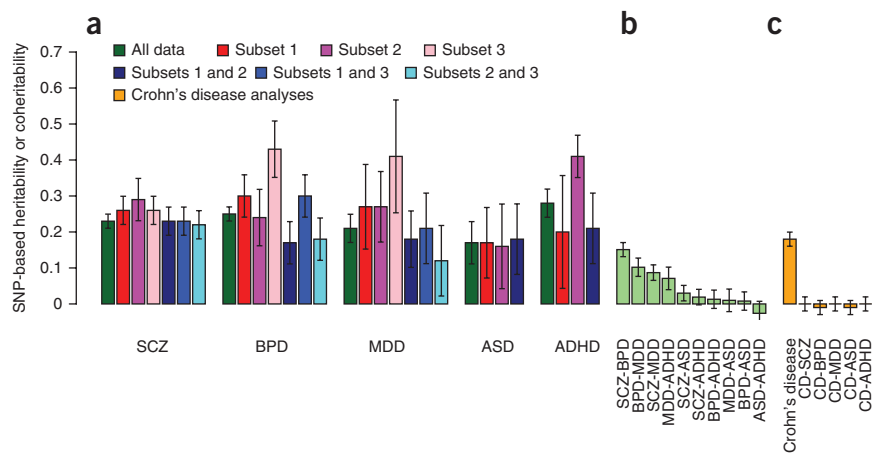 a
b
c
SNP-based heritability or coheritability
0.7
0.6
0.5
0.4
0.3
0.2
0.1
0
All data
Subset 1
Subset 2
Subset 3
Subsets 1 and 2
Subsets 1 and 3
Subsets 2 and 3
Crohn's disease analyses
SCZ
BPD
MDD
ASD
ADHD
SCZ-BPD
BPD-MDD
SCZ-MDD
MDD-ADHD
SCZ-ASD
SCZ-ADHD
BPD-ADHD
MDD-ASD
BPD-ASD
ASD-ADHD
Crohn's disease
CD-SCZ
CD-BPD
CD-MDD
CD-ASD
CD-ADHD